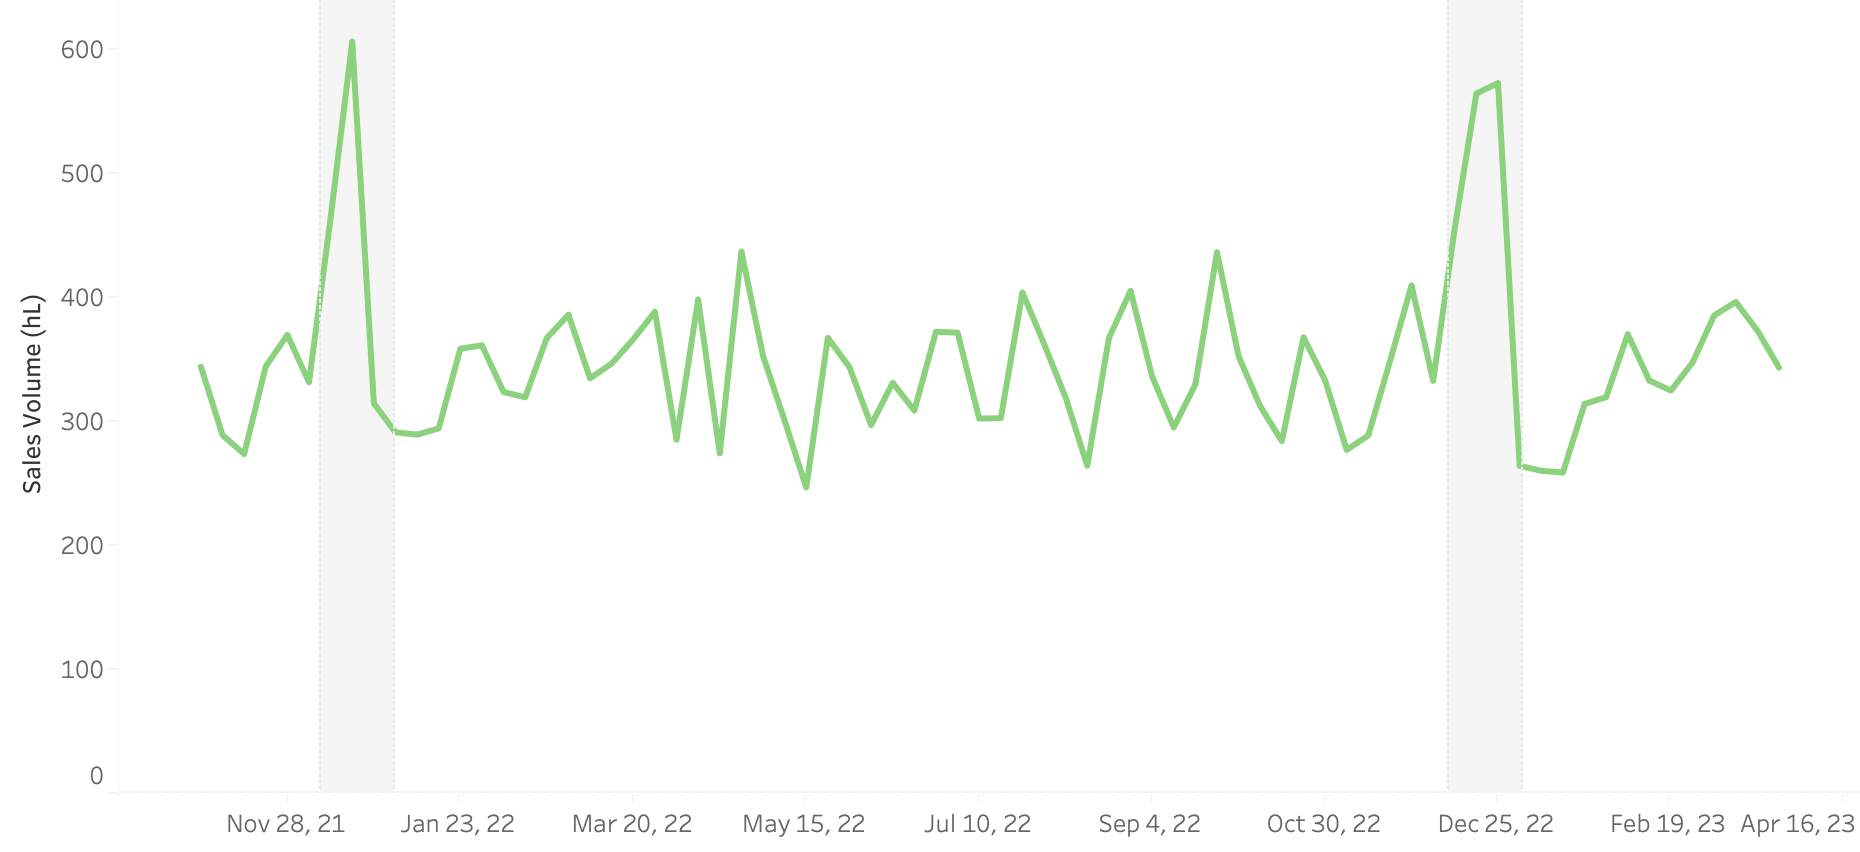 Sales Volume (hL)
600
500
400
300
200
100
0
Nov 28, 21
Jan 23, 22
Mar 20, 22
May 15, 22
Jul 10, 22
Sep 4, 22
Oct 30, 22
Dec 25, 22
Feb 19, 23
Apr 16, 23